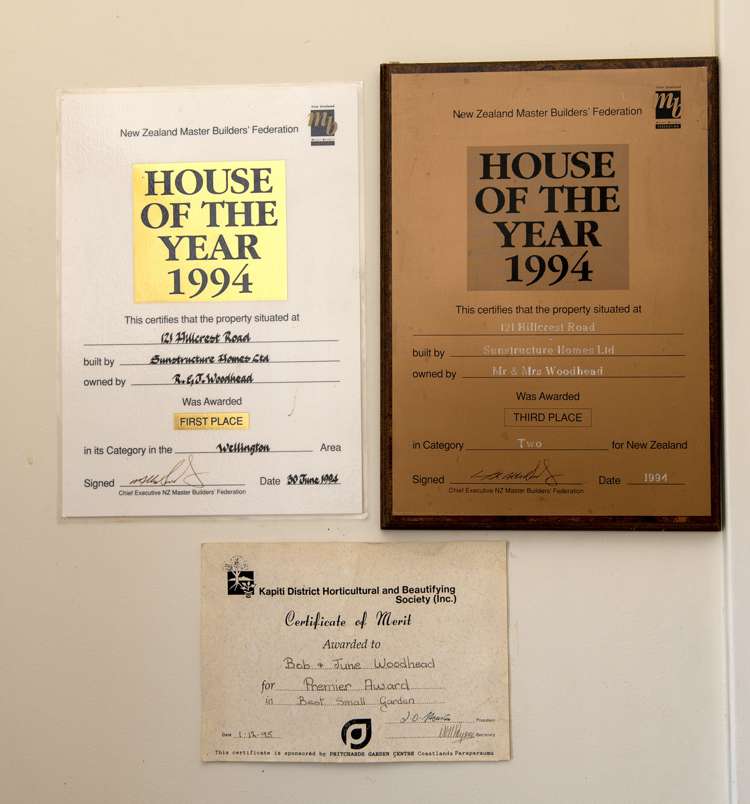 New Zealand Master Builders' Federation
mb
HOUSE
OF THE
YEAR
1994
This certifies that the property situated at
121 Hillcrest Road
built by Sunstructure Homes Ltd
owned by R. & J. Woodhead
Was Awarded
FIRST PLACE
in its Category in the Wellington Area
Signed Date 30 June 1994
Chief Executive NZ Master Builders' Federation
New Zealand Master Builders' Federation
mb
HOUSE
OF THE
YEAR
1994
This certifies that the property situated at
121 Hillcrest Road
built by Sunstructure Homes Ltd
owned by Mr & Mrs Woodhead
Was Awarded
THIRD PLACE
in Category Two for New Zealand
Signed Date 1994
Chief Executive NZ Master Builders' Federation
Kapiti District Horticultural and Beautifying
Society (Inc.)
Certificate of Merit
Awarded to
Bob & June Woodhead
for Premier Award
in Best Small Garden
President
Date 1-12-95 Secretary
This certificate is sponsored by PRITCHARDS GARDEN CENTRE Coastlands Paraparaumu